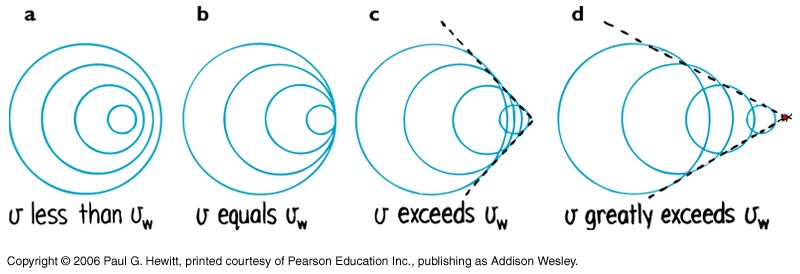 a
b
c
d
υ less than υw
υ equals υw
υ exceeds υw
υ greatly exceeds υw
Copyright © 2006 Paul G. Hewitt, printed courtesy of Pearson Education Inc., publishing as Addison Wesley.